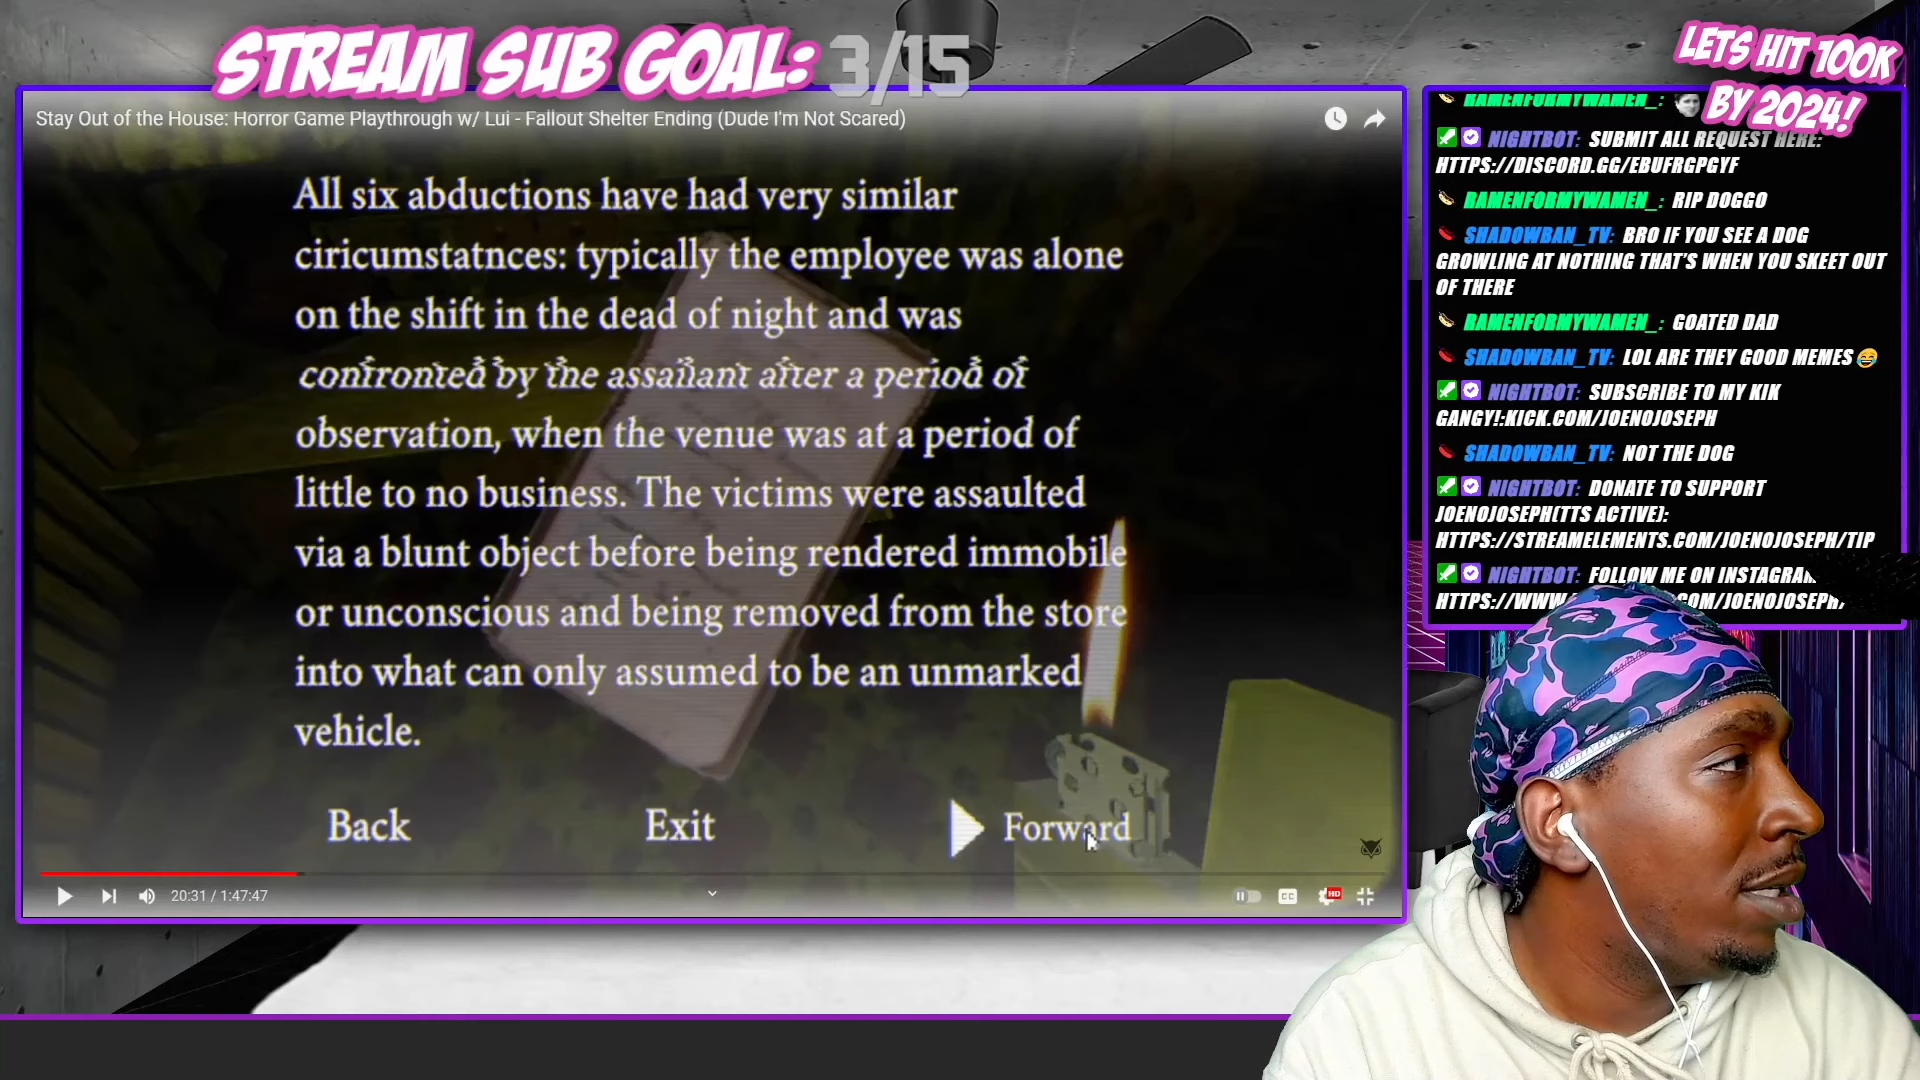 STREAM SUB GOAL: 3/15
LETS HIT 100K
BY 2024!
Stay Out of the House: Horror Game Playthrough w/ Lui - Fallout Shelter Ending (Dude I'm Not Scared)
All six abductions have had very similar
ciricumstatnces: typically the employee was alone
on the shift in the dead of night and was
confronted by the assailant after a period of
observation, when the venue was at a period of
little to no business. The victims were assaulted
via a blunt object before being rendered immobile
or unconscious and being removed from the store
into what can only assumed to be an unmarked
vehicle.
Back Exit Forward
20:31 / 1:47:47
CC
HD
RAMENFORMYWAMEN_:
NIGHTBOT: SUBMIT ALL REQUEST HERE:
HTTPS://DISCORD.GG/EBUFRGPGYF
RAMENFORMYWAMEN_: RIP DOGGO
SHADOWBAN_TV: BRO IF YOU SEE A DOG
GROWLING AT NOTHING THAT'S WHEN YOU SKEET OUT
OF THERE
RAMENFORMYWAMEN_: GOATED DAD
SHADOWBAN_TV: LOL ARE THEY GOOD MEMES😂
NIGHTBOT: SUBSCRIBE TO MY KIK
GANGY!:KICK.COM/JOENOJOSEPH
SHADOWBAN_TV: NOT THE DOG
NIGHTBOT: DONATE TO SUPPORT
JOENOJOSEPH(TTS ACTIVE):
HTTPS://STREAMELEMENTS.COM/JOENOJOSEPH/TIP
NIGHTBOT: FOLLOW ME ON INSTAGRAM
HTTPS://WWW. COM/JOENOJOSEPH/